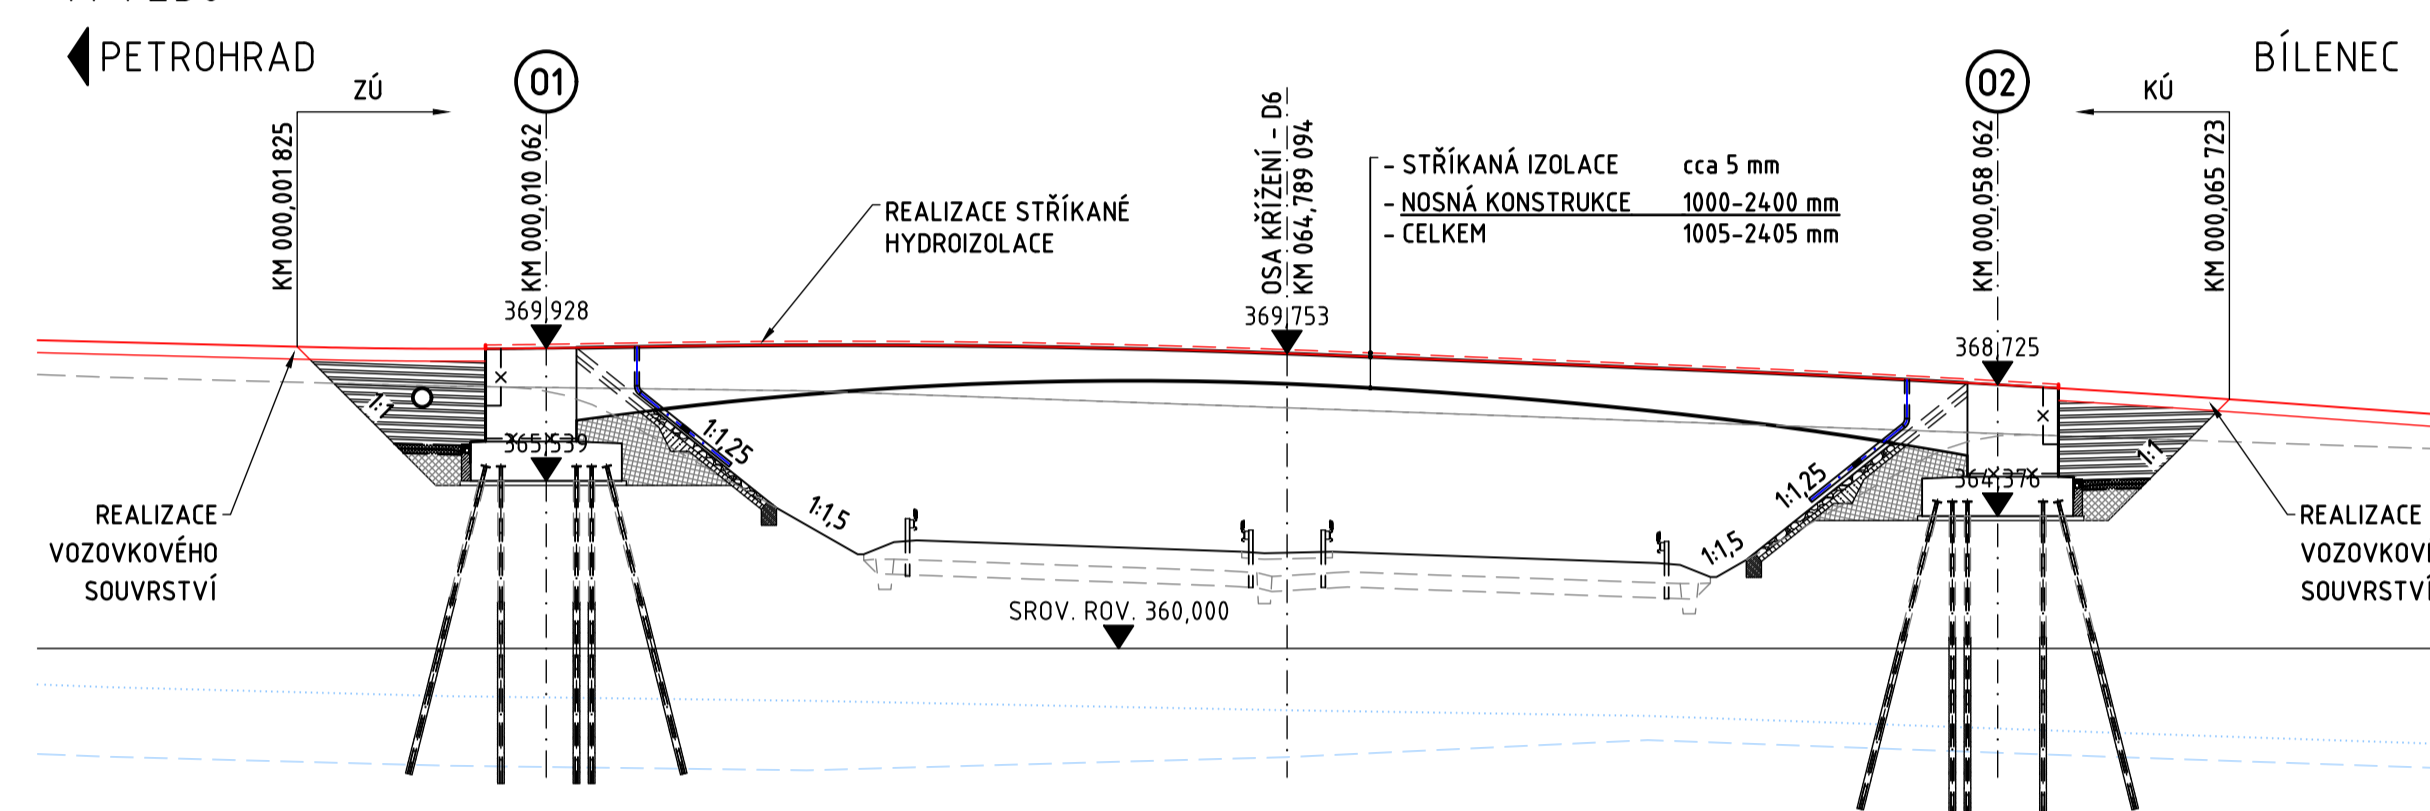 PETROHRAD
BÍLENEC
ZÚ
O1
O2
KÚ
KM 000,001 825
KM 000,010 062
OSA KŘÍŽENÍ - D6
KM 064,789 094
KM 000,058 062
KM 000,065 723
- STŘÍKANÁ IZOLACE cca 5 mm
- NOSNÁ KONSTRUKCE 1000-2400 mm
- CELKEM 1005-2405 mm
REALIZACE STŘÍKANÉ
HYDROIZOLACE
369,928
369,753
368,725
1:1
1:1,25
365,539
1:1,5
1:1,5
1:1,25
364,376
1:1
REALIZACE
VOZOVKOVÉHO
SOUVRSTVÍ
SROV. ROV. 360,000
REALIZACE
VOZOVKOV
SOUVRSTVÍ